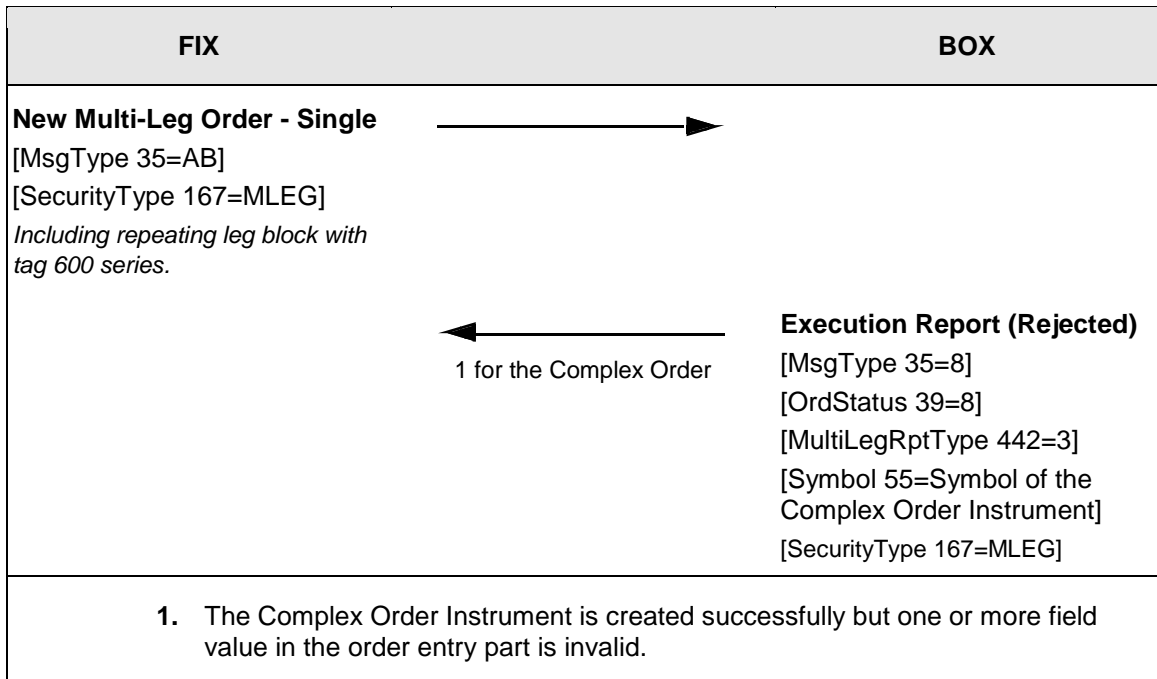 FIX
BOX
New Multi-Leg Order - Single
[MsgType 35=AB]
[SecurityType 167=MLEG]
Including repeating leg block with
tag 600 series.
1 for the Complex Order
Execution Report (Rejected)
[MsgType 35=8]
[OrdStatus 39=8]
[MultiLegRptType 442=3]
[Symbol 55=Symbol of the
Complex Order Instrument]
[SecurityType 167=MLEG]
1. The Complex Order Instrument is created successfully but one or more field
value in the order entry part is invalid.